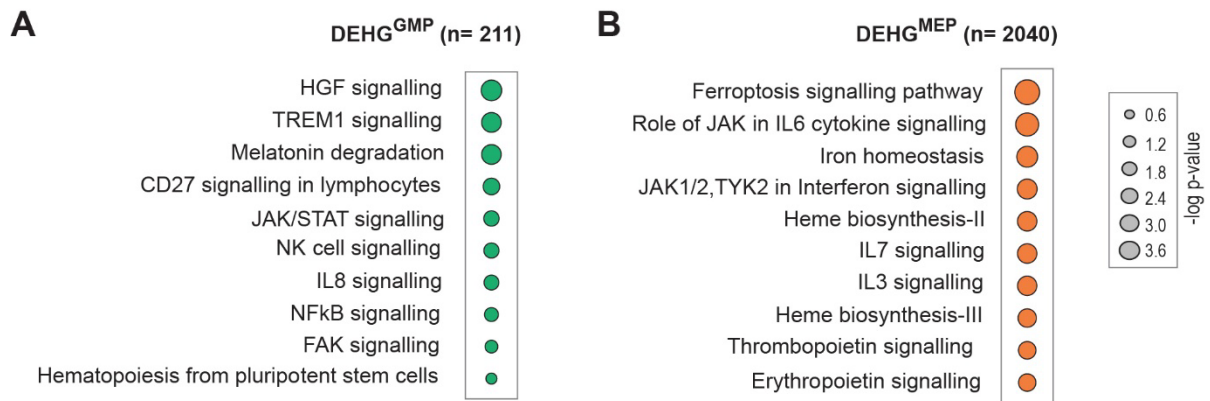 A
DEHG^GMP (n= 211)
HGF signalling
TREM1 signalling
Melatonin degradation
CD27 signalling in lymphocytes
JAK/STAT signalling
NK cell signalling
IL8 signalling
NFkB signalling
FAK signalling
Hematopoiesis from pluripotent stem cells
B
DEHG^MEP (n= 2040)
Ferroptosis signalling pathway
Role of JAK in IL6 cytokine signalling
Iron homeostasis
JAK1/2,TYK2 in Interferon signalling
Heme biosynthesis-II
IL7 signalling
IL3 signalling
Heme biosynthesis-III
Thrombopoietin signalling
Erythropoietin signalling
0.6
1.2
1.8
2.4
3.0
3.6
-log p-value